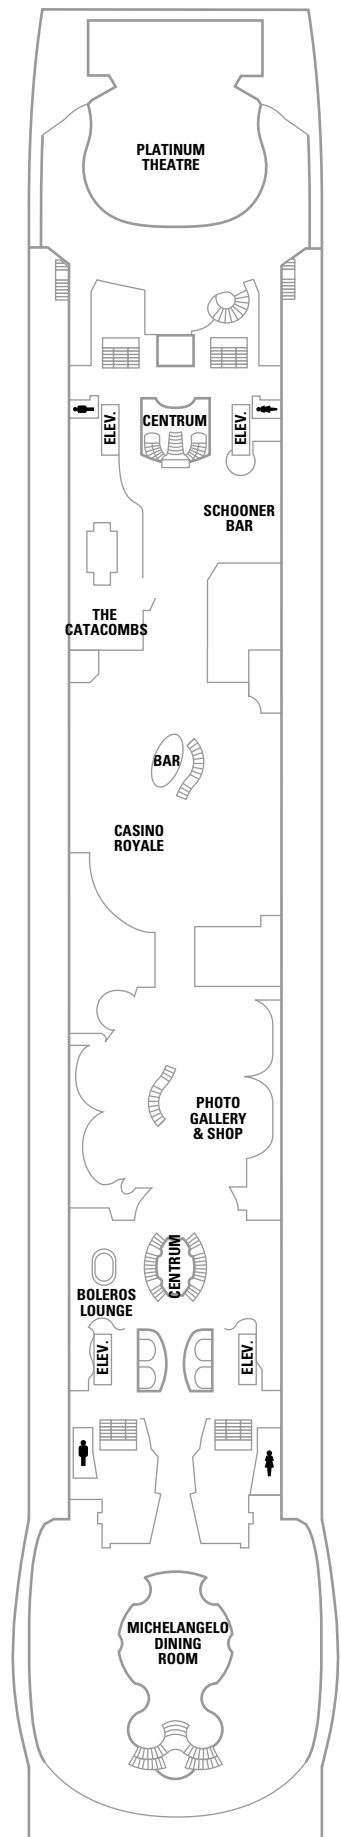 PLATINUM
THEATRE
ELEV.
CENTRUM
ELEV.
SCHOONER
BAR
THE
CATACOMBS
BAR
CASINO
ROYALE
PHOTO
GALLERY
& SHOP
CENTRUM
BOLEROS
LOUNGE
ELEV.
ELEV.
MICHELANGELO
DINING
ROOM